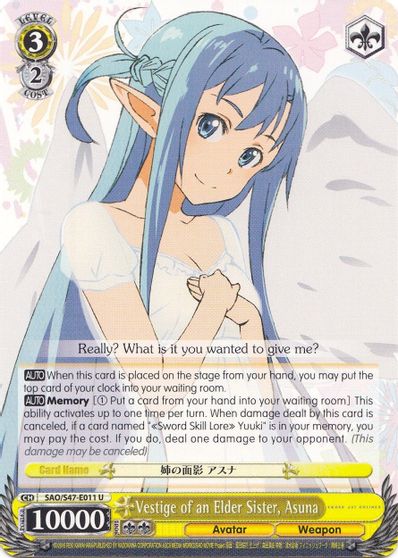 LEVEL
3
2
COST
Really? What is it you wanted to give me?
AUTO When this card is placed on the stage from your hand, you may put the
top card of your clock into your waiting room.
AUTO Memory [① Put a card from your hand into your waiting room] This
ability activates up to one time per turn. When damage dealt by this card is
canceled, if a card named "≪Sword Skill Lore≫ Yuuki" is in your memory,
you may pay the cost. If you do, deal one damage to your opponent. (This
damage may be canceled)
Card Name
姉の面影 アスナ
CH SAO/S47-E011 U
Vestige of an Elder Sister, Asuna
10000
Avatar
Weapon